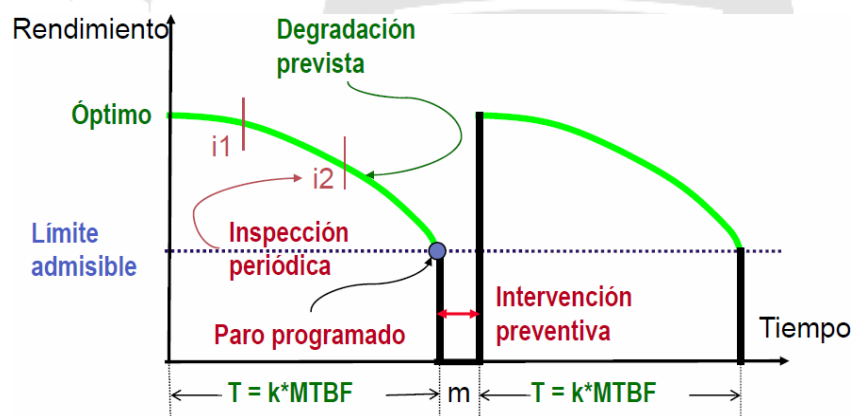 Rendimiento
Degradación
prevista
Óptimo
i1
i2
Límite
admisible
Inspección
periódica
Paro programado
Intervención
preventiva
Tiempo
T = k*MTBF
m
T = k*MTBF